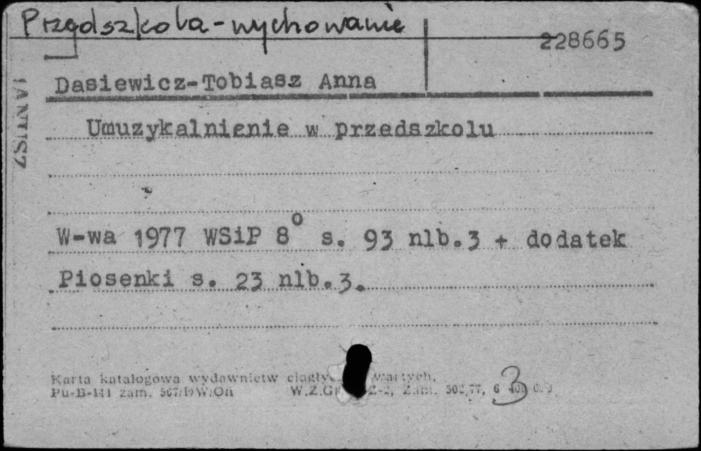 Przedszkola - wychowanie
228665
Dasiewicz-Tobiasz Anna
Umuzykalnienie w przedszkolu
W-wa 1977 WSiP 8° s. 93 nlb.3 + dodatek
Piosenki s. 23 nlb.3.
JANUSZ
Karta katalogowa wydawnictw
Pu-B-141 zam.
3